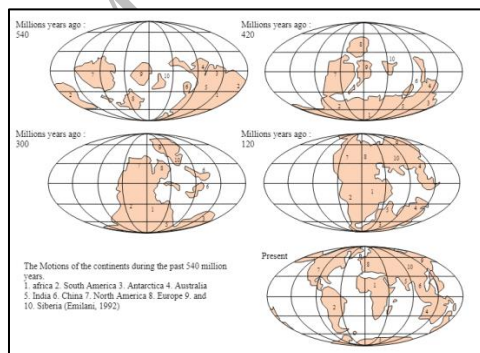 Millions years ago :
540
Millions years ago :
420
Millions years ago :
300
Millions years ago :
120
Present
The Motions of the continents during the past 540 million
years.
1. africa 2. South America 3. Antarctica 4. Australia
5. India 6. China 7. North America 8. Europe 9. and
10. Siberia (Emilani, 1992)